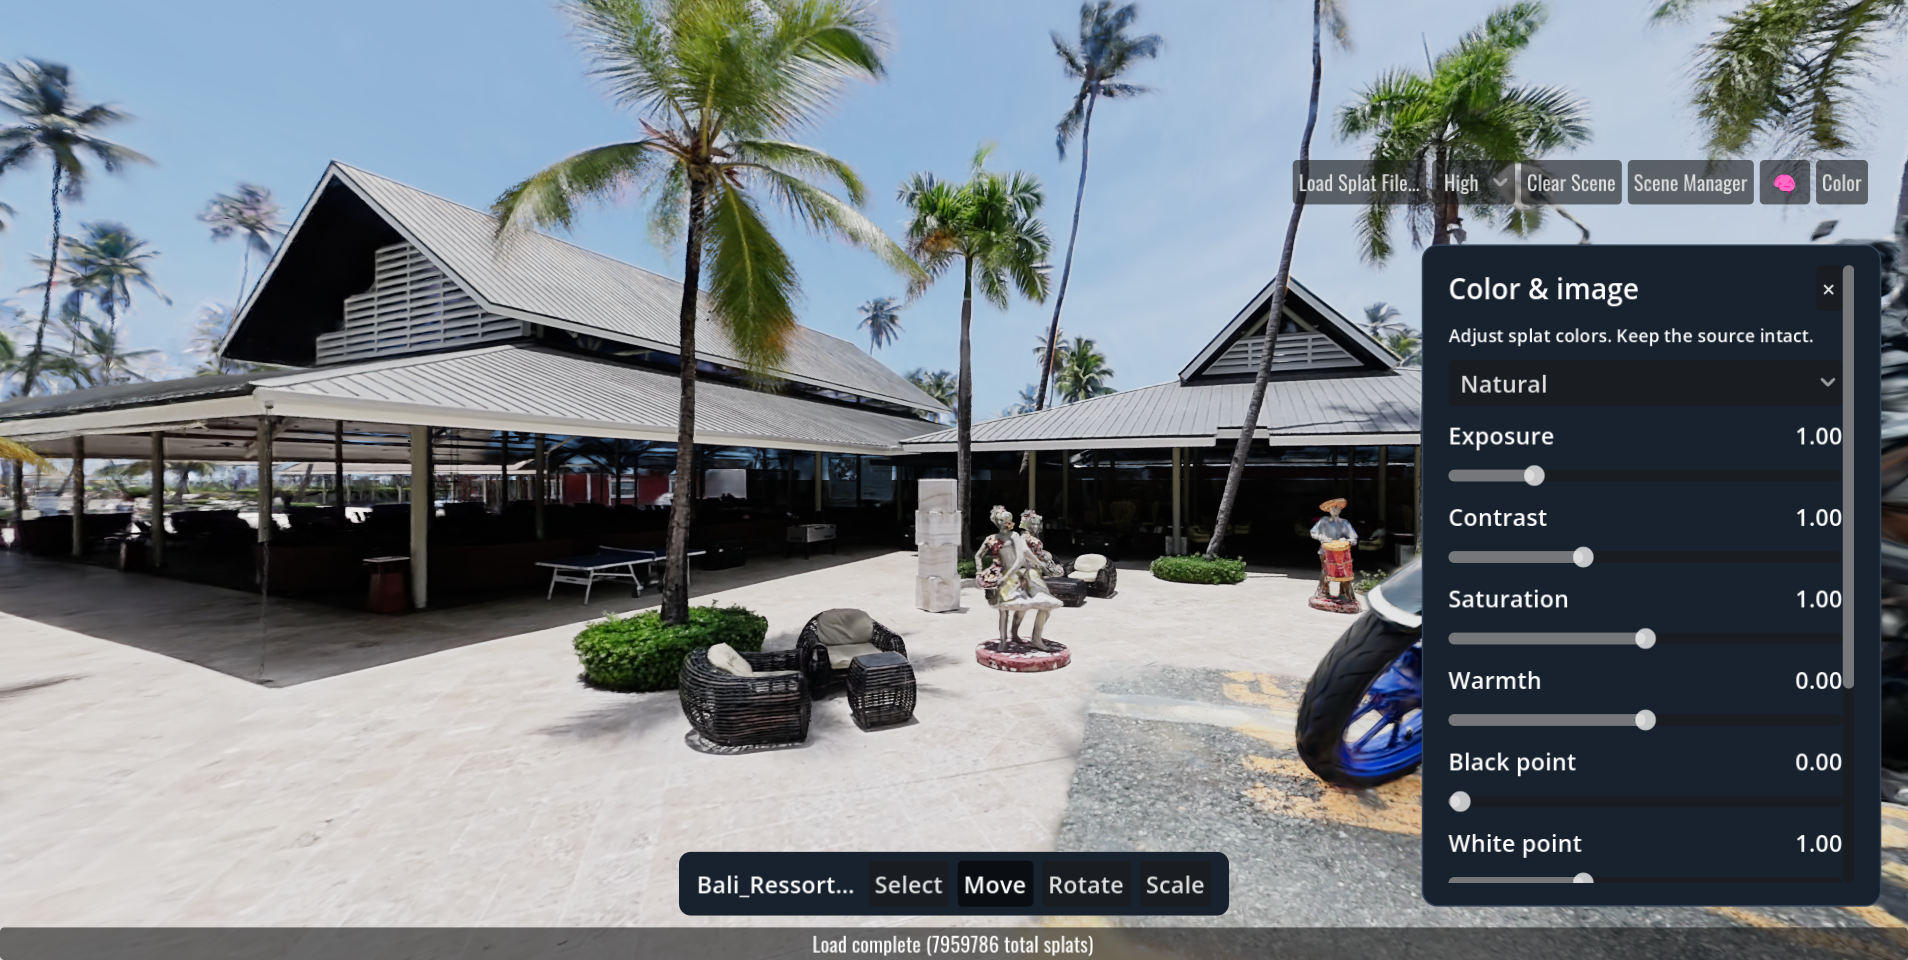 Load Splat File...
High
Clear Scene
Scene Manager
Color
Color & image
×
Adjust splat colors. Keep the source intact.
Natural
Exposure 1.00
Contrast 1.00
Saturation 1.00
Warmth 0.00
Black point 0.00
White point 1.00
Bali_Ressort...
Select
Move
Rotate
Scale
Load complete (7959786 total splats)